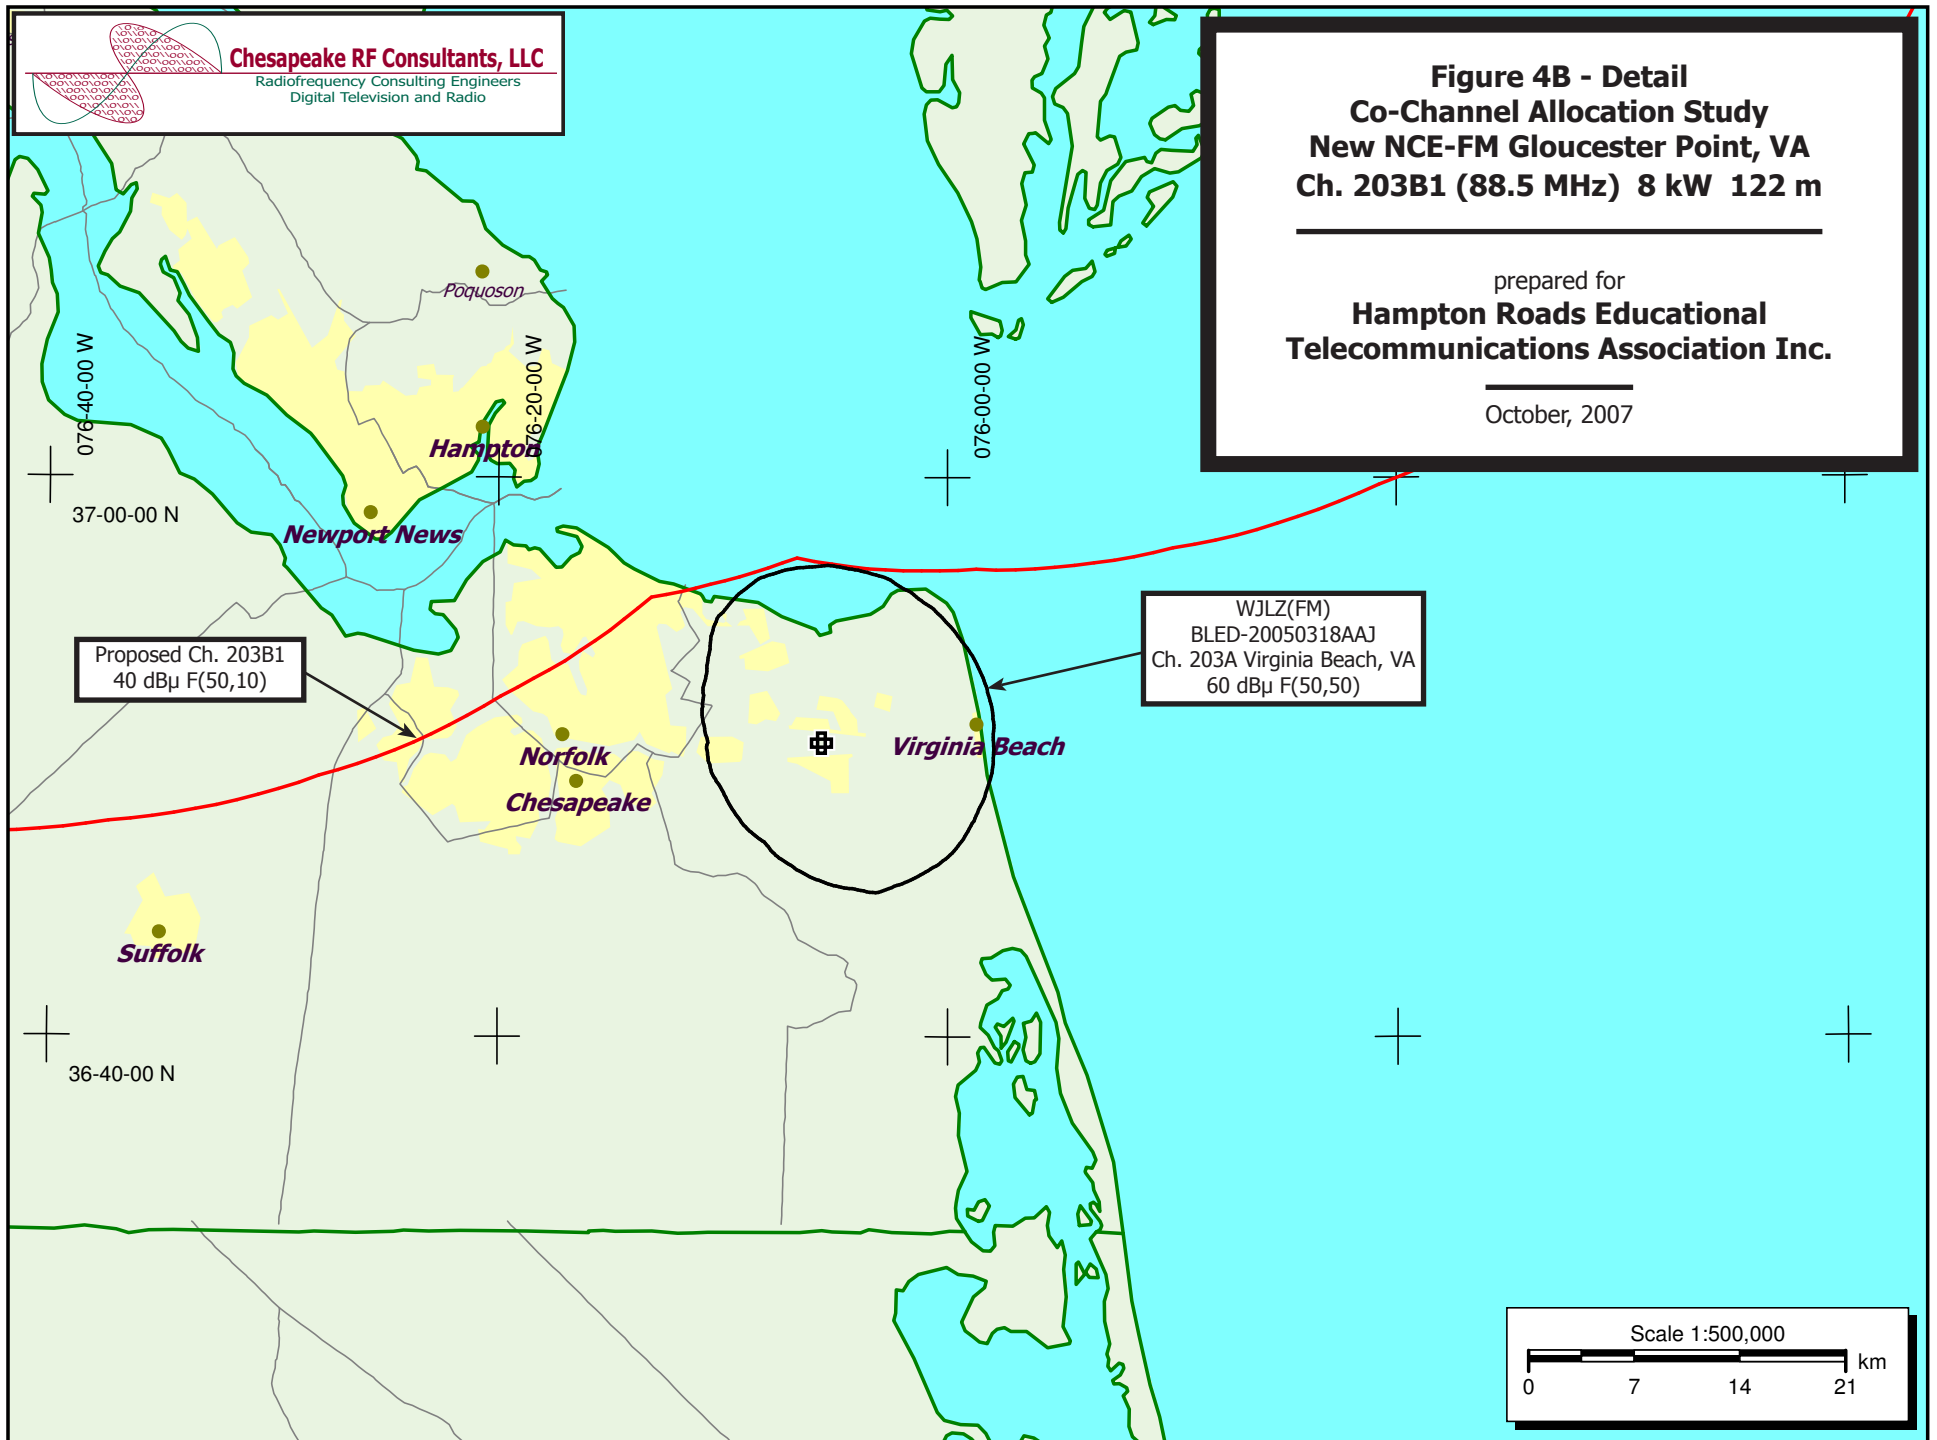 Chesapeake RF Consultants, LLC
Radiofrequency Consulting Engineers
Digital Television and Radio
Figure 4B - Detail
Co-Channel Allocation Study
New NCE-FM Gloucester Point, VA
Ch. 203B1 (88.5 MHz) 8 kW 122 m
prepared for
Hampton Roads Educational
Telecommunications Association Inc.
October, 2007
Poquoson
076-40-00 W
076-20-00 W
076-00-00 W
Hampton
37-00-00 N
Newport News
WJLZ(FM)
BLED-20050318AAJ
Ch. 203A Virginia Beach, VA
60 dBµ F(50,50)
Proposed Ch. 203B1
40 dBµ F(50,10)
Norfolk
Virginia Beach
Chesapeake
Suffolk
36-40-00 N
Scale 1:500,000
km
0 7 14 21